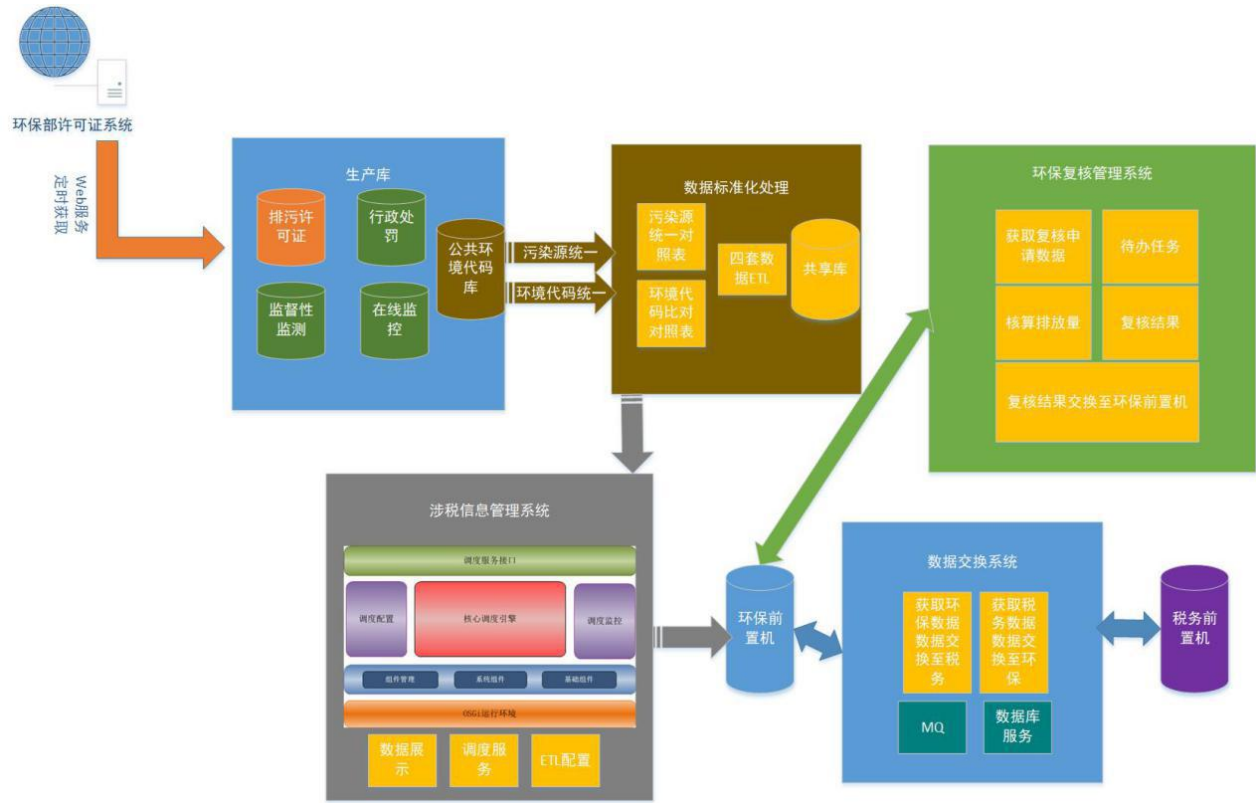 环保部许可证系统
Web服务
定时获取
生产库
排污许
可证
行政处
罚
公共环
境代码
库
监督性
监测
在线监
控
污染源统一
环境代码统一
数据标准化处理
污染源
统一对
照表
四套数
据ETL
共享库
环境代
码比对
对照表
环保复核管理系统
获取复核申
请数据
待办任务
核算排放量
复核结果
复核结果交换至环保前置机
涉税信息管理系统
调度服务接口
调度配置
核心调度引擎
调度监控
组件管理
系统组件
基础组件
OSGi运行环境
数据展
示
调度服
务
ETL配置
环保前
置机
数据交换系统
获取环
保数据
数据交
换至税
务
获取税
务数据
数据交
换至环
保
MQ
数据库
服务
税务前
置机